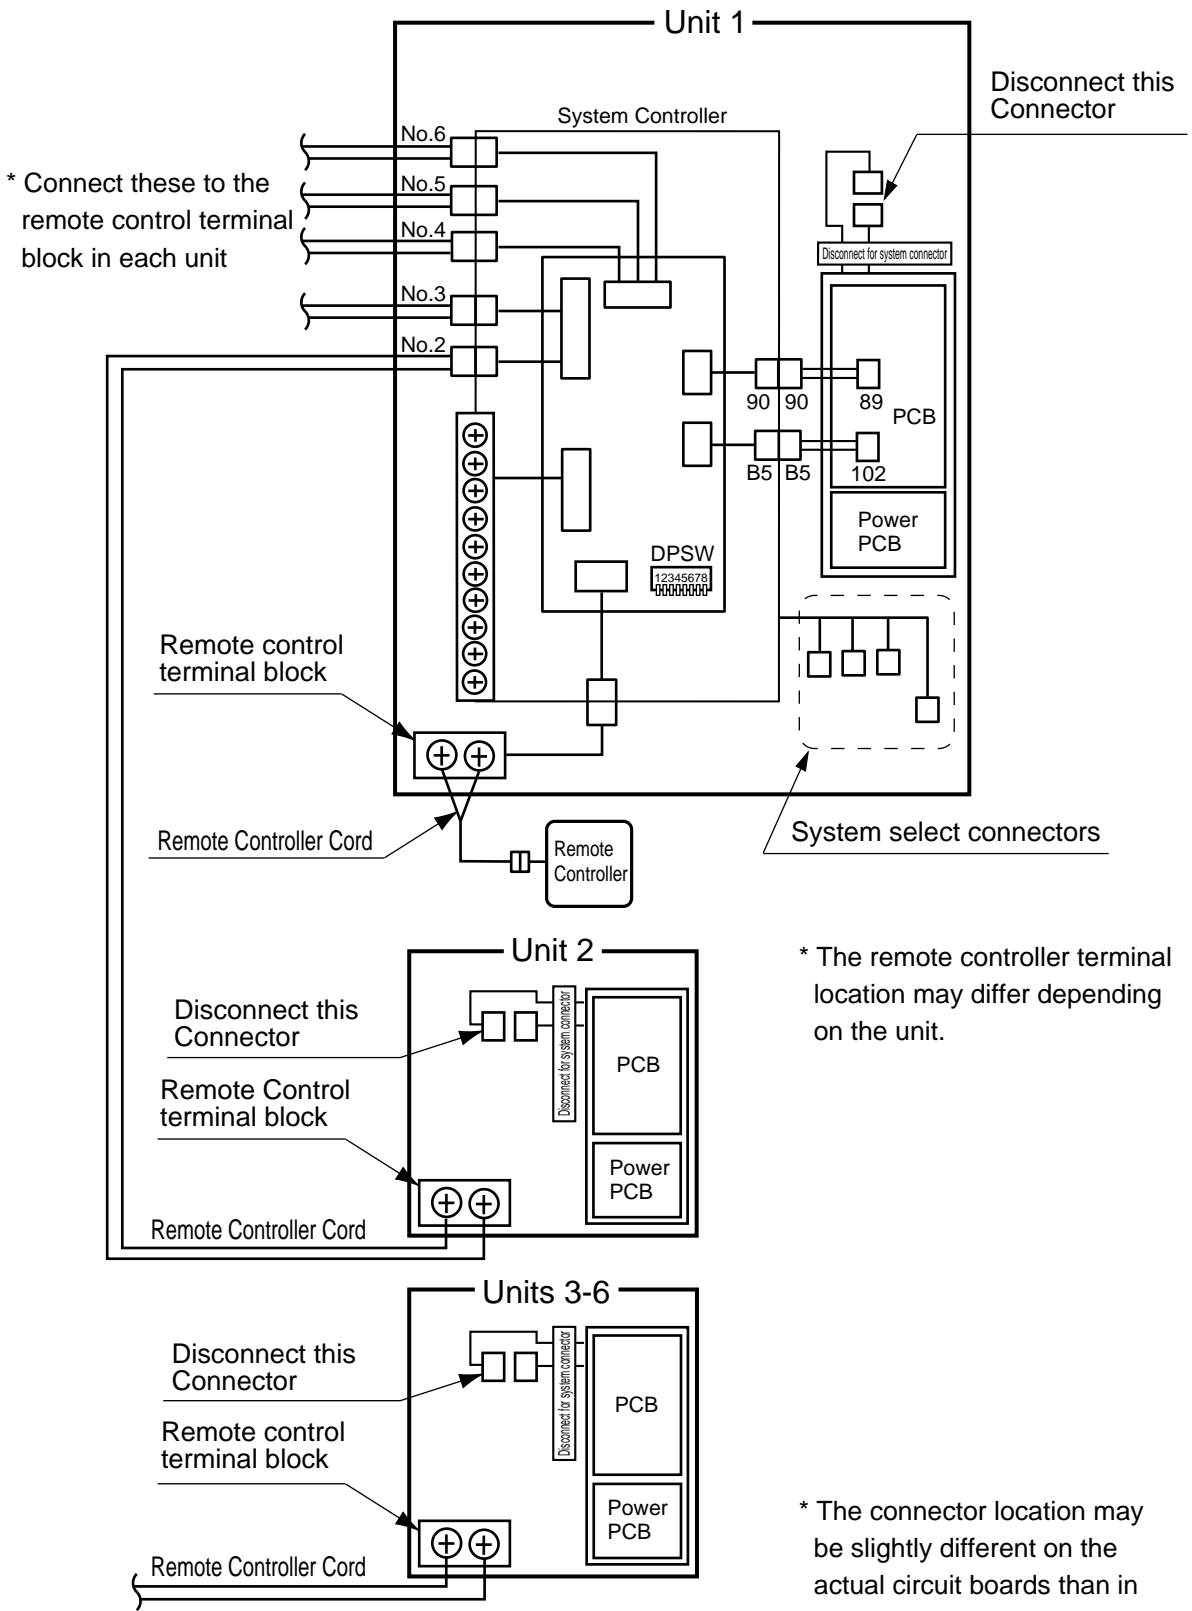 Unit 1
Disconnect this
Connector
System Controller
No.6
* Connect these to the
remote control terminal
block in each unit
No.5
No.4
Disconnect for system connector
No.3
No.2
90 90 89
PCB
B5 B5 102
Power
PCB
DPSW
12345678
Remote control
terminal block
Remote Controller Cord
Remote
Controller
System select connectors
Unit 2
* The remote controller terminal
location may differ depending
on the unit.
Disconnect this
Connector
Disconnect for system connector
PCB
Remote Control
terminal block
Power
PCB
Remote Controller Cord
Units 3-6
Disconnect this
Connector
Disconnect for system connector
PCB
Remote control
terminal block
Power
PCB
Remote Controller Cord
* The connector location may
be slightly different on the
actual circuit boards than in